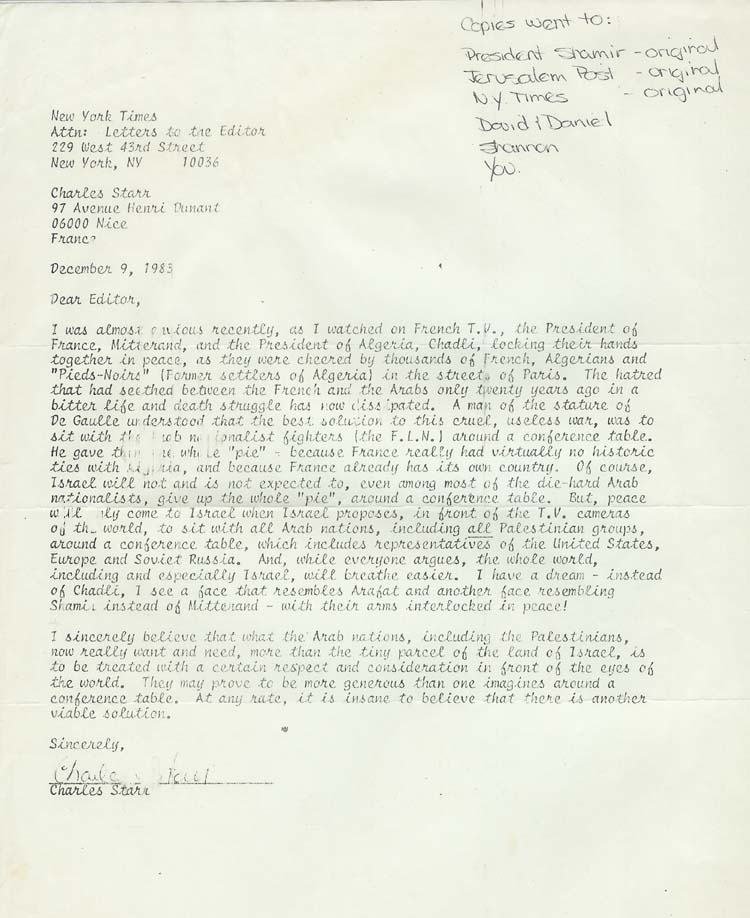 Copies went to:
President Shamir - original
Jerusalem Post - original
N.Y. Times - original
David & Daniel
Shannon
You.
New York Times
Attn: Letters to the Editor
229 West 43rd Street
New York, NY 10036
Charles Starr
97 Avenue Henri Dunant
06000 Nice
France
December 9, 1983
Dear Editor,
I was almost recently, as I watched on French T.V., the President of
France, Mitterand, and the President of Algeria, Chadli, locking their hands
together in peace, as they were cheered by thousands of French, Algerians and
"Pieds-Noirs" (Former settlers of Algeria) in the streets of Paris. The hatred
that had seethed between the French and the Arabs only twenty years ago in a
bitter life and death struggle has now dissipated. A man of the stature of
De Gaulle understood that the best solution to this cruel, useless war, was to
sit with the nationalist fighters (the F.L.N.) around a conference table.
He gave the whole "pie" - because France really had virtually no historic
ties with Algeria, and because France already has its own country. Of course,
Israel will not and is not expected to, even among most of the die-hard Arab
nationalists, give up the whole "pie", around a conference table. But, peace
will only come to Israel when Israel proposes, in front of the T.V. cameras
of the world, to sit with all Arab nations, including all Palestinian groups,
around a conference table, which includes representatives of the United States,
Europe and Soviet Russia. And, while everyone argues, the whole world,
including and especially Israel, will breathe easier. I have a dream - instead
of Chadli, I see a face that resembles Arafat and another face resembling
Shamir instead of Mitterand - with their arms interlocked in peace!
I sincerely believe that what the Arab nations, including the Palestinians,
now really want and need, more than the tiny parcel of the land of Israel, is
to be treated with a certain respect and consideration in front of the eyes of
the world. They may prove to be more generous than one imagines around a
conference table. At any rate, it is insane to believe that there is another
viable solution.
Sincerely,
Charles Starr
Charles Starr